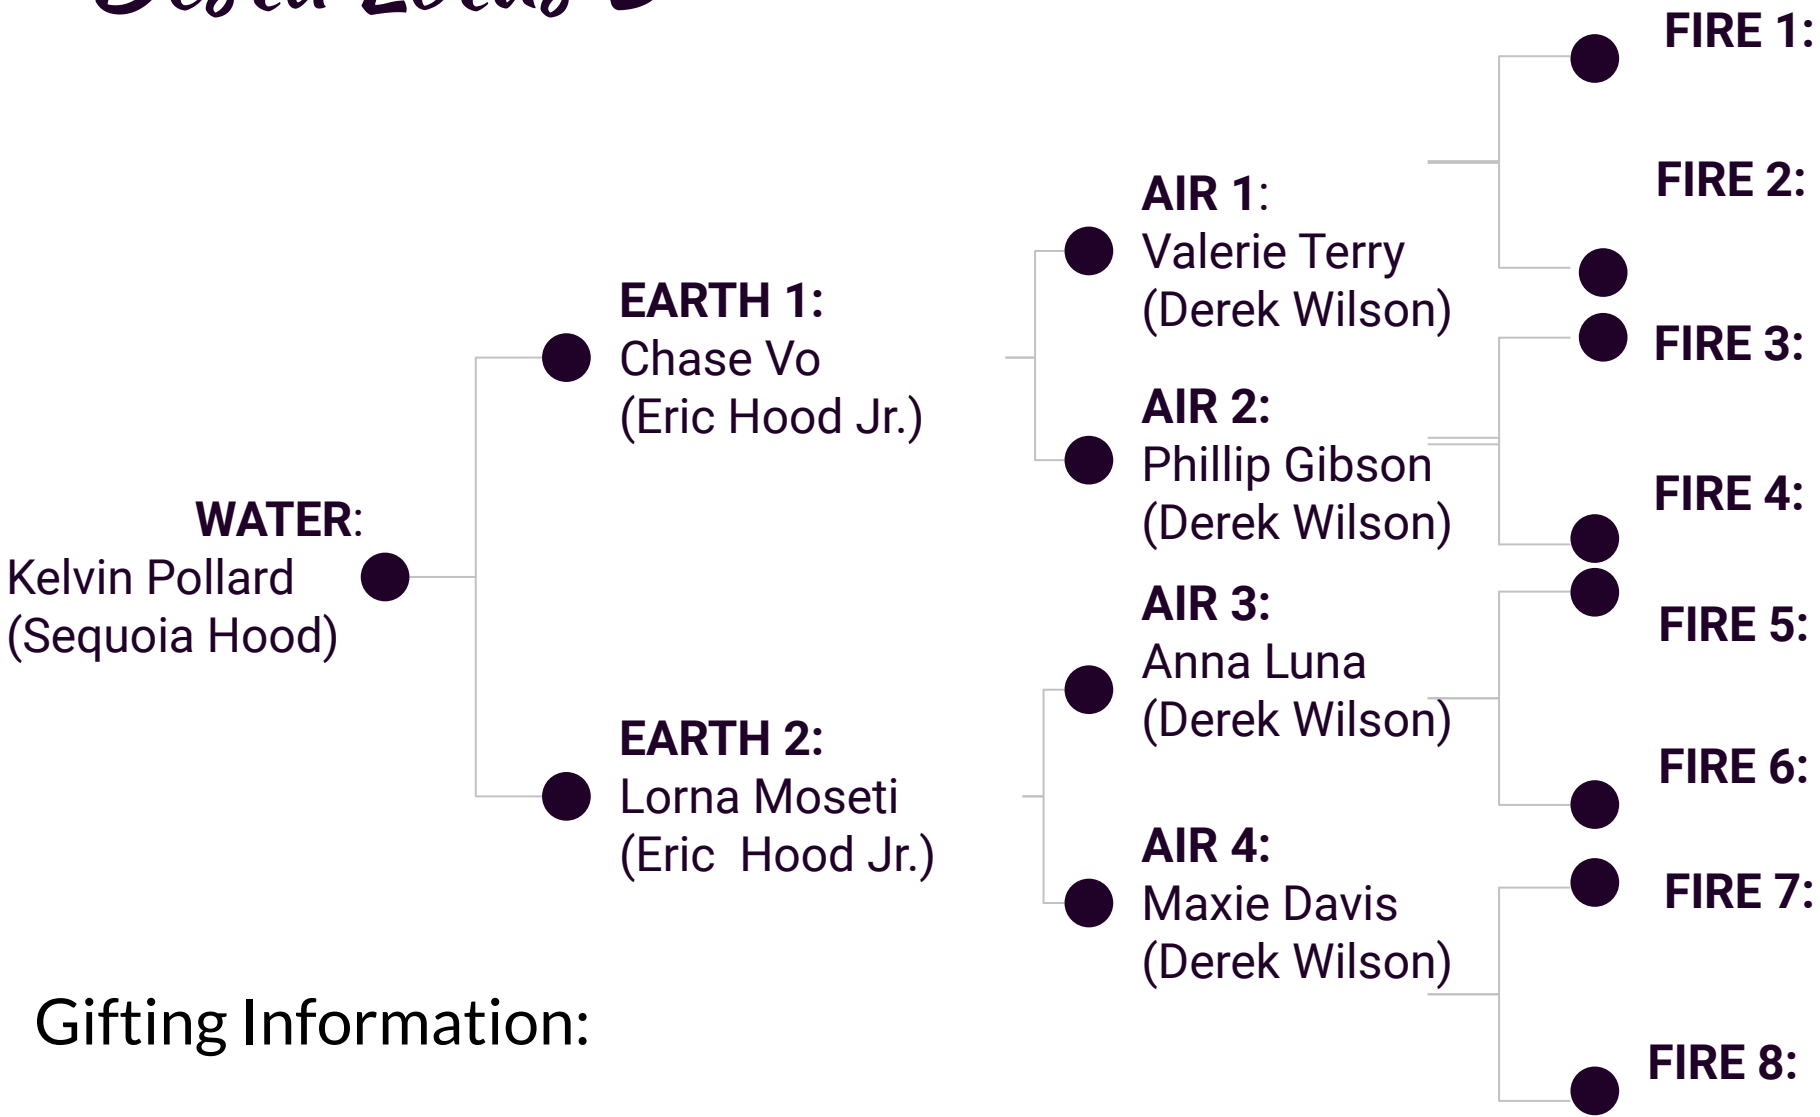 FIRE 1:
FIRE 2:
AIR 1:
Valerie Terry
(Derek Wilson)
EARTH 1:
Chase Vo
(Eric Hood Jr.)
FIRE 3:
AIR 2:
Phillip Gibson
(Derek Wilson)
FIRE 4:
WATER:
Kelvin Pollard
(Sequoia Hood)
AIR 3:
Anna Luna
(Derek Wilson)
FIRE 5:
EARTH 2:
Lorna Moseti
(Eric  Hood Jr.)
FIRE 6:
AIR 4:
Maxie Davis
(Derek Wilson)
FIRE 7:
Gifting Information:
FIRE 8: